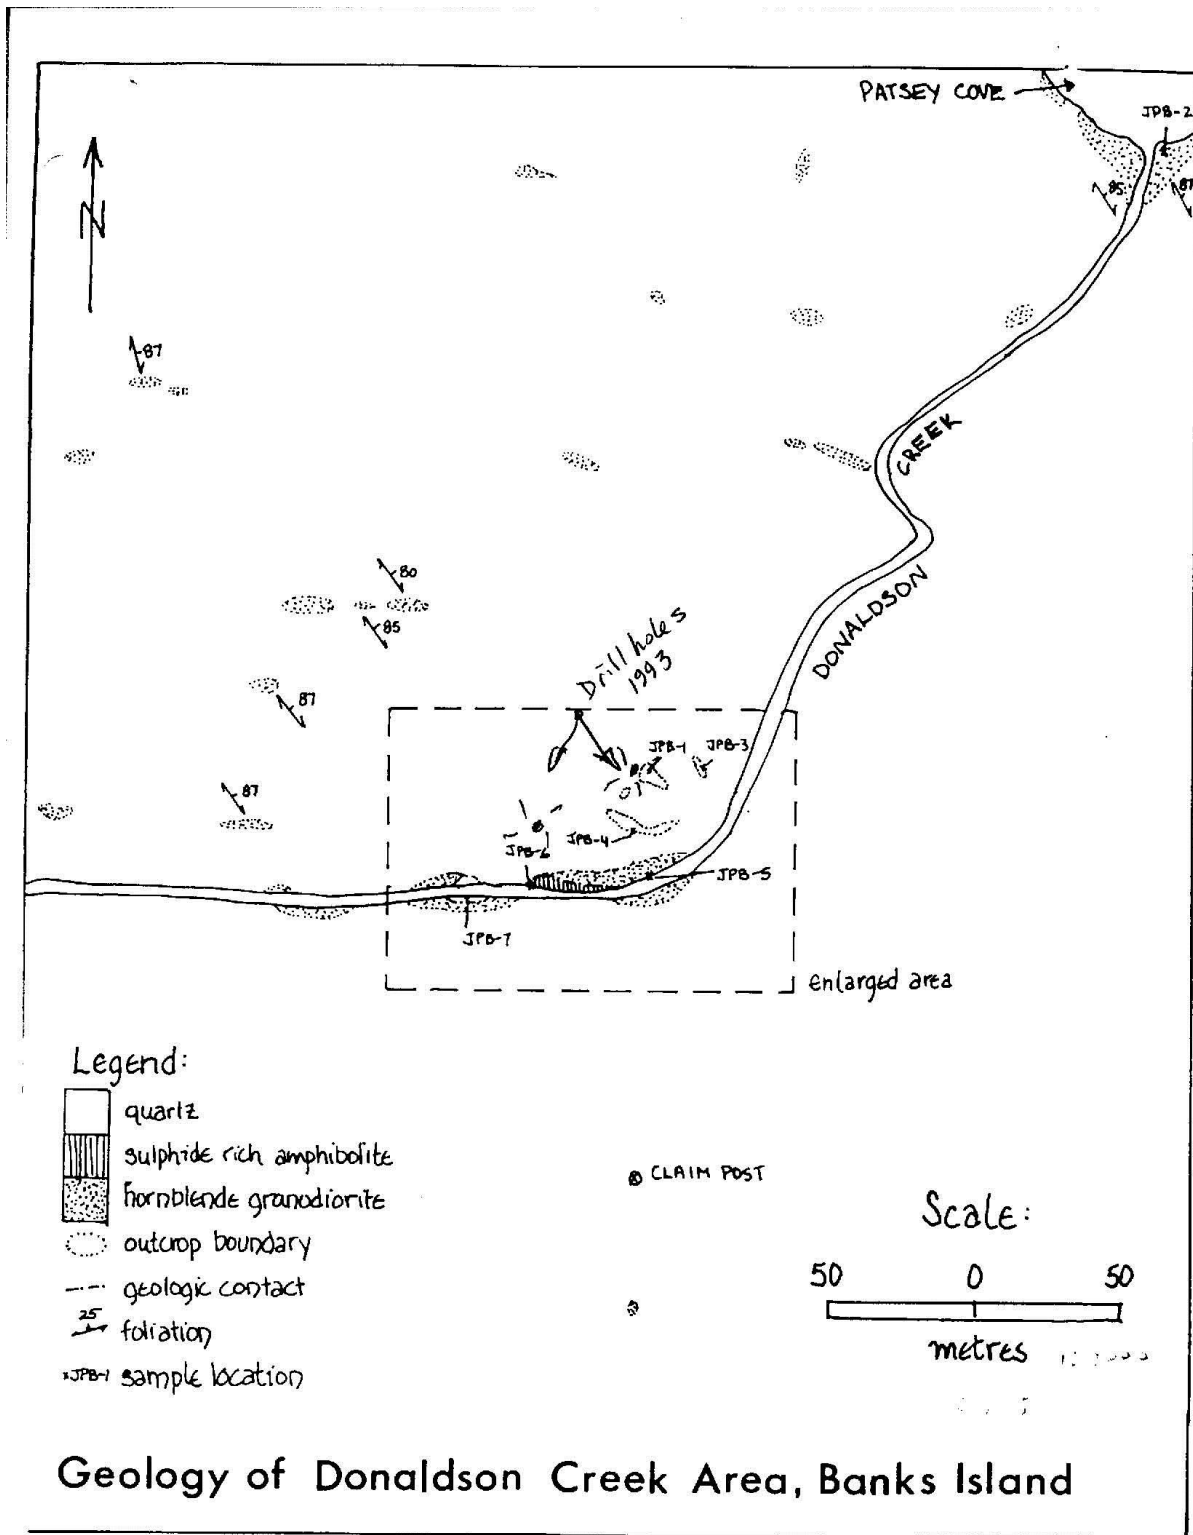 PATSEY COVE
JPB-2
N
85
87
87
CREEK
80
85
DONALDSON
Drill holes
1993
87
JPB-1
JPB-3
87
JPB-4
JPB-6
JPB-5
JPB-7
enlarged area
Legend:
quartz
sulphide rich amphibolite
CLAIM POST
hornblende granodiorite
Scale:
outcrop boundary
50 0 50
geologic contact
25
foliation
metres
JPB-1 sample location
Geology of Donaldson Creek Area, Banks Island